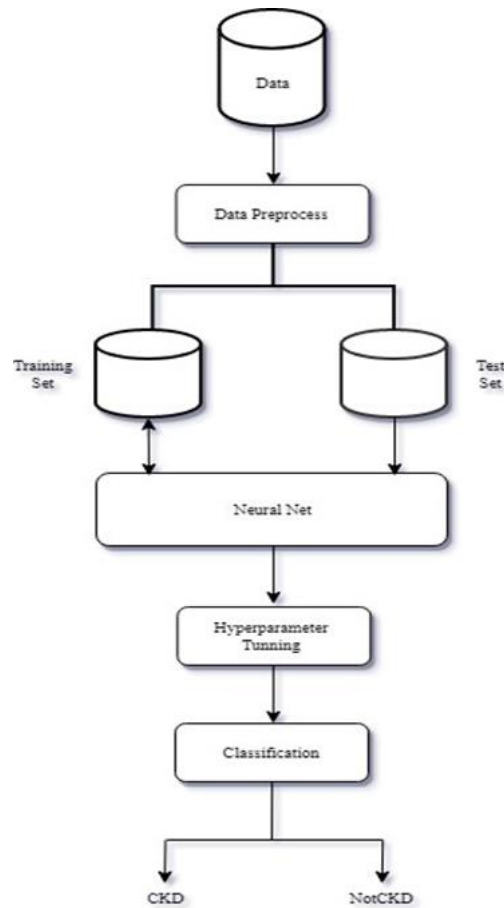 Data
Data Preprocess
Training
Set
Test
Set
Neural Net
Hyperparameter
Tunning
Classification
CKD
NotCKD